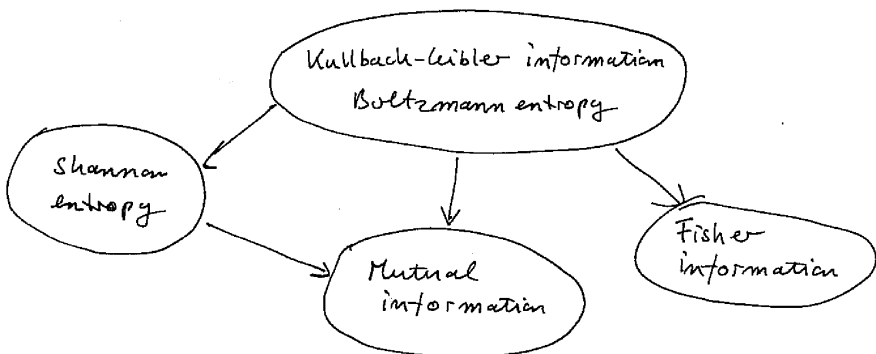 Kullback-Leibler information
Boltzmann entropy
Shannon
entropy
Mutual
information
Fisher
information